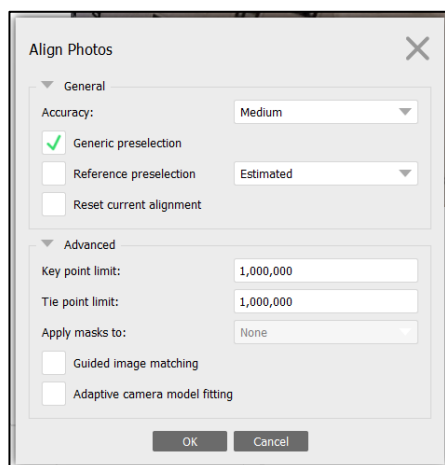 Align Photos
General
Accuracy: Medium
Generic preselection
Reference preselection Estimated
Reset current alignment
Advanced
Key point limit: 1,000,000
Tie point limit: 1,000,000
Apply masks to: None
Guided image matching
Adaptive camera model fitting
OK Cancel